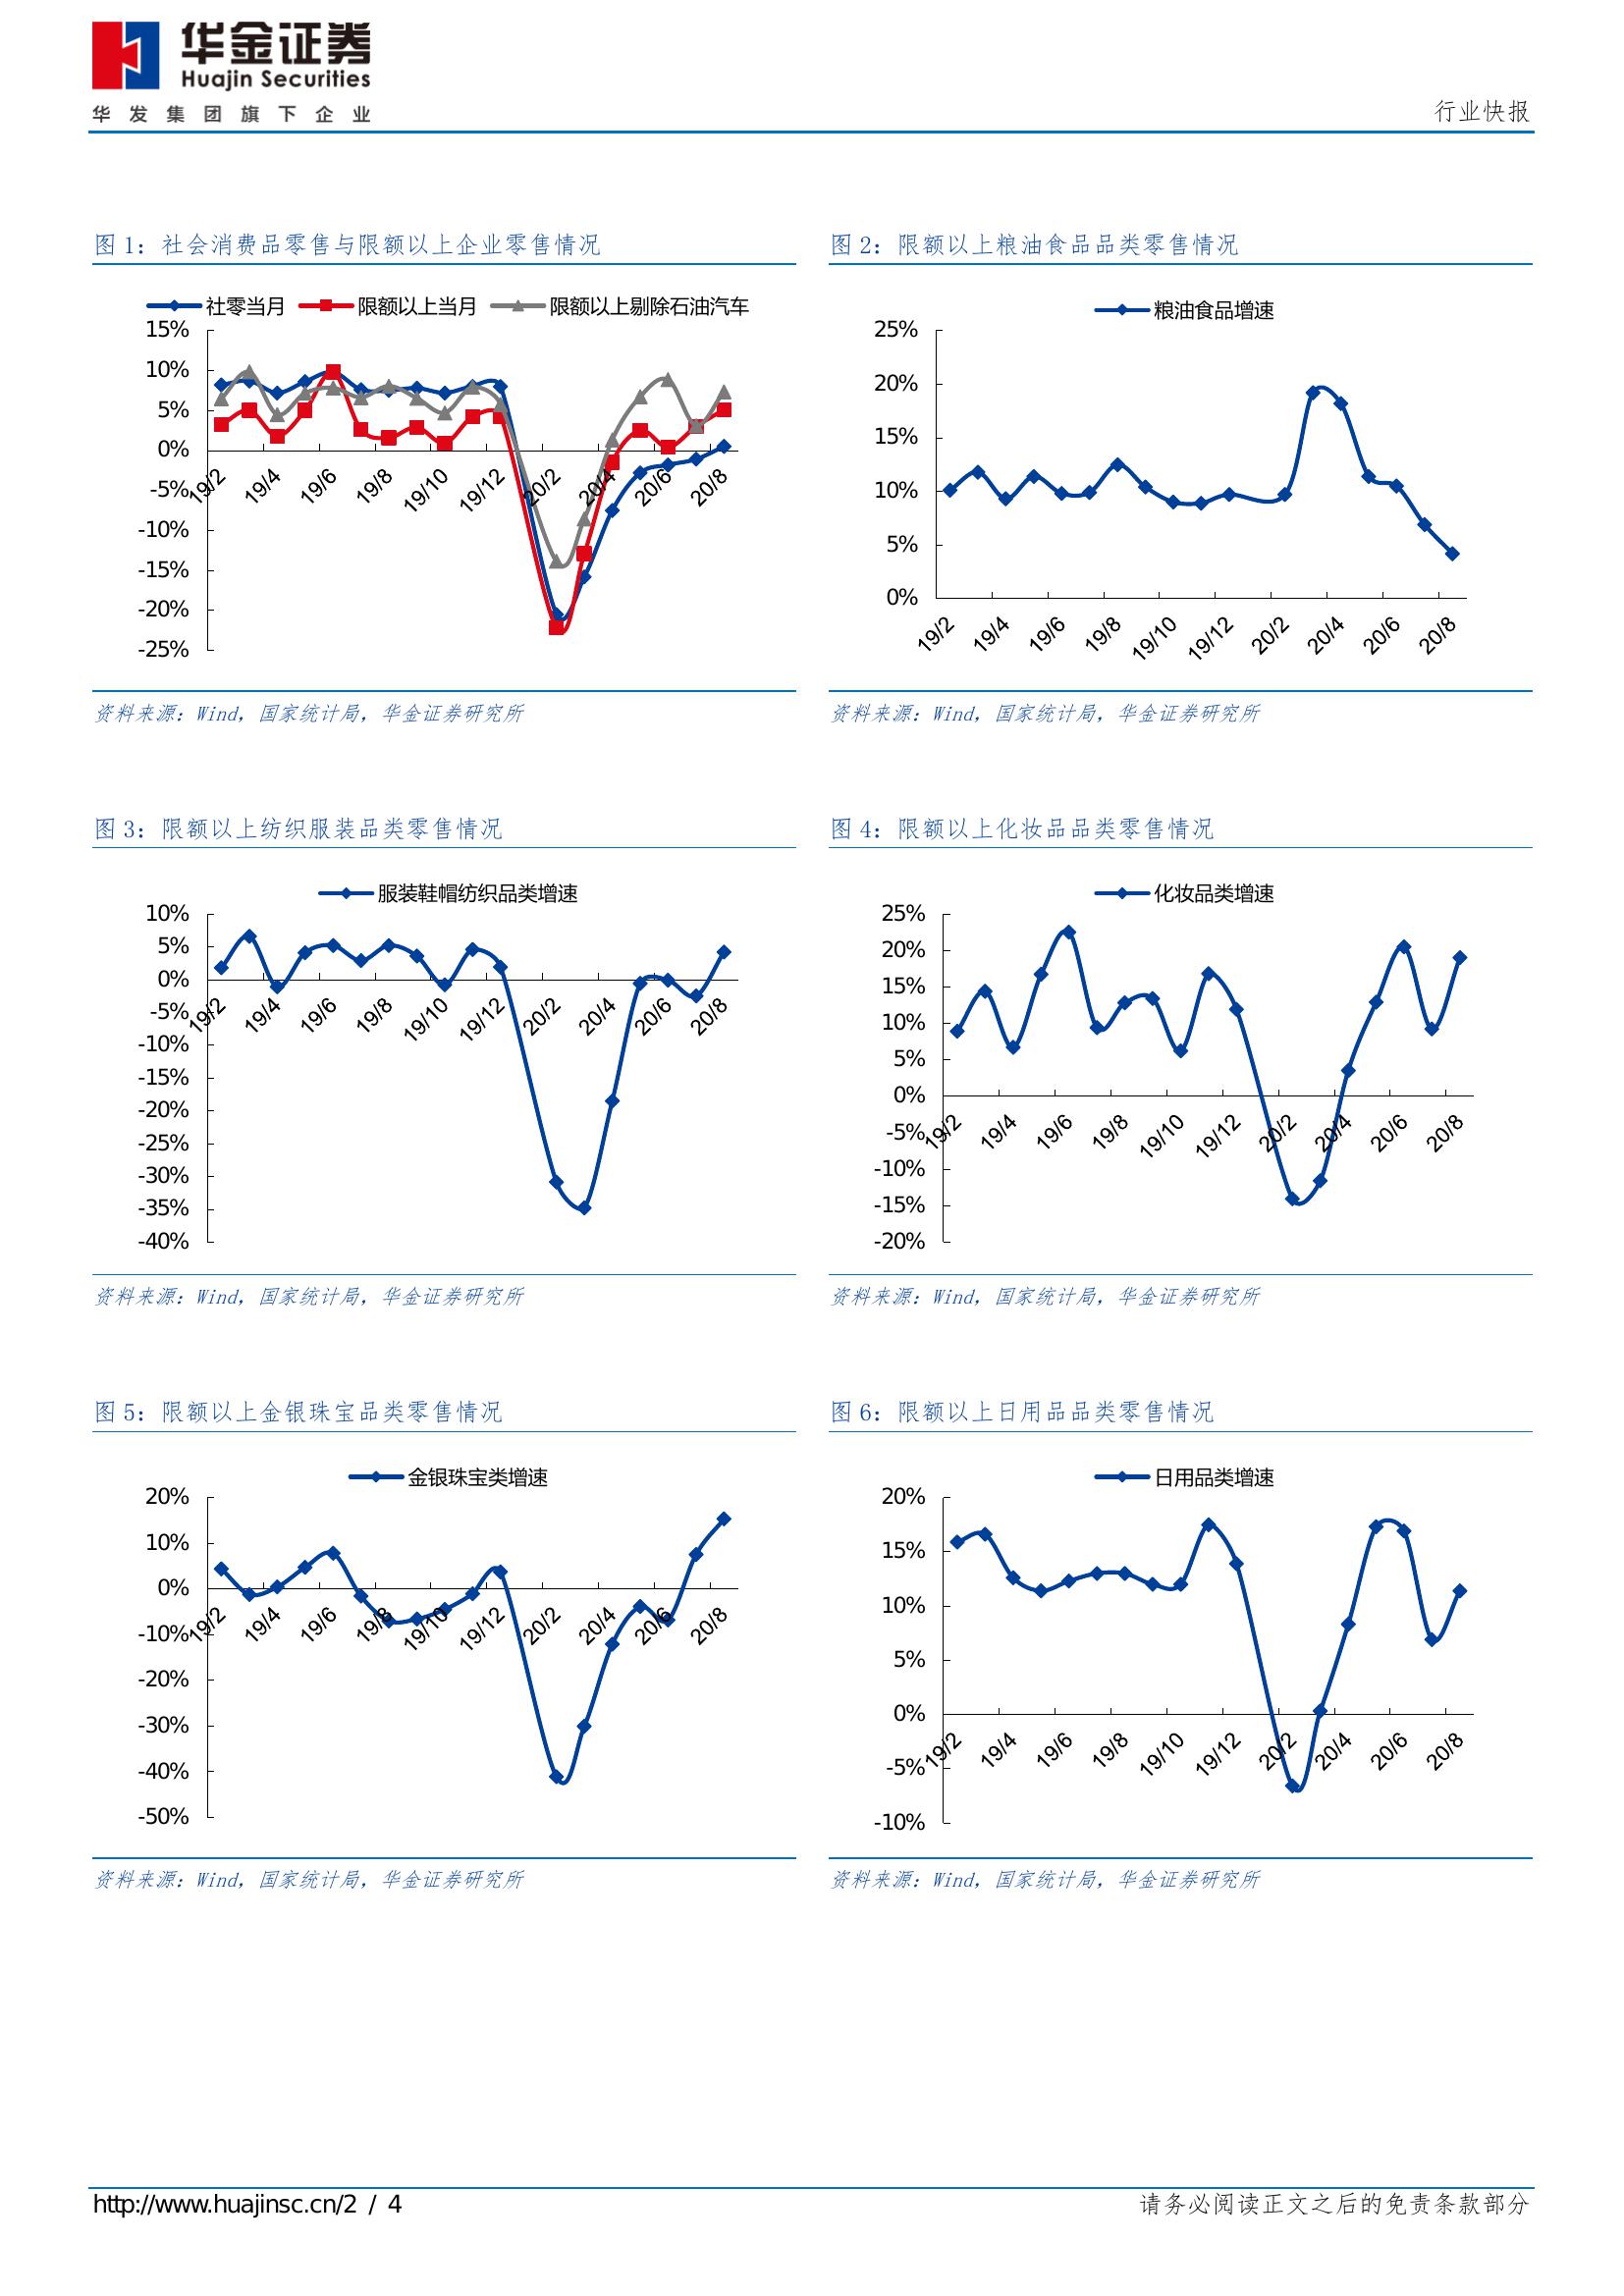 华金证券
Huajin Securities
华发集团旗下企业
行业快报
图 1：社会消费品零售与限额以上企业零售情况
社零当月 限额以上当月 限额以上剔除石油汽车
15%
10%
5%
0%
-5%
-10%
-15%
-20%
-25%
19/2 19/4 19/6 19/8 19/10 19/12 20/2 20/4 20/6 20/8
资料来源：Wind，国家统计局，华金证券研究所
图 2：限额以上粮油食品品类零售情况
粮油食品增速
25%
20%
15%
10%
5%
0%
19/2 19/4 19/6 19/8 19/10 19/12 20/2 20/4 20/6 20/8
资料来源：Wind，国家统计局，华金证券研究所
图 3：限额以上纺织服装品类零售情况
服装鞋帽纺织品类增速
10%
5%
0%
-5%
-10%
-15%
-20%
-25%
-30%
-35%
-40%
19/2 19/4 19/6 19/8 19/10 19/12 20/2 20/4 20/6 20/8
资料来源：Wind，国家统计局，华金证券研究所
图 4：限额以上化妆品品类零售情况
化妆品类增速
25%
20%
15%
10%
5%
0%
-5%
-10%
-15%
-20%
19/2 19/4 19/6 19/8 19/10 19/12 20/2 20/4 20/6 20/8
资料来源：Wind，国家统计局，华金证券研究所
图 5：限额以上金银珠宝品类零售情况
金银珠宝类增速
20%
10%
0%
-10%
-20%
-30%
-40%
-50%
19/2 19/4 19/6 19/8 19/10 19/12 20/2 20/4 20/6 20/8
资料来源：Wind，国家统计局，华金证券研究所
图 6：限额以上日用品品类零售情况
日用品类增速
20%
15%
10%
5%
0%
-5%
-10%
19/2 19/4 19/6 19/8 19/10 19/12 20/2 20/4 20/6 20/8
资料来源：Wind，国家统计局，华金证券研究所
http://www.huajinsc.cn/2 / 4
请务必阅读正文之后的免责条款部分